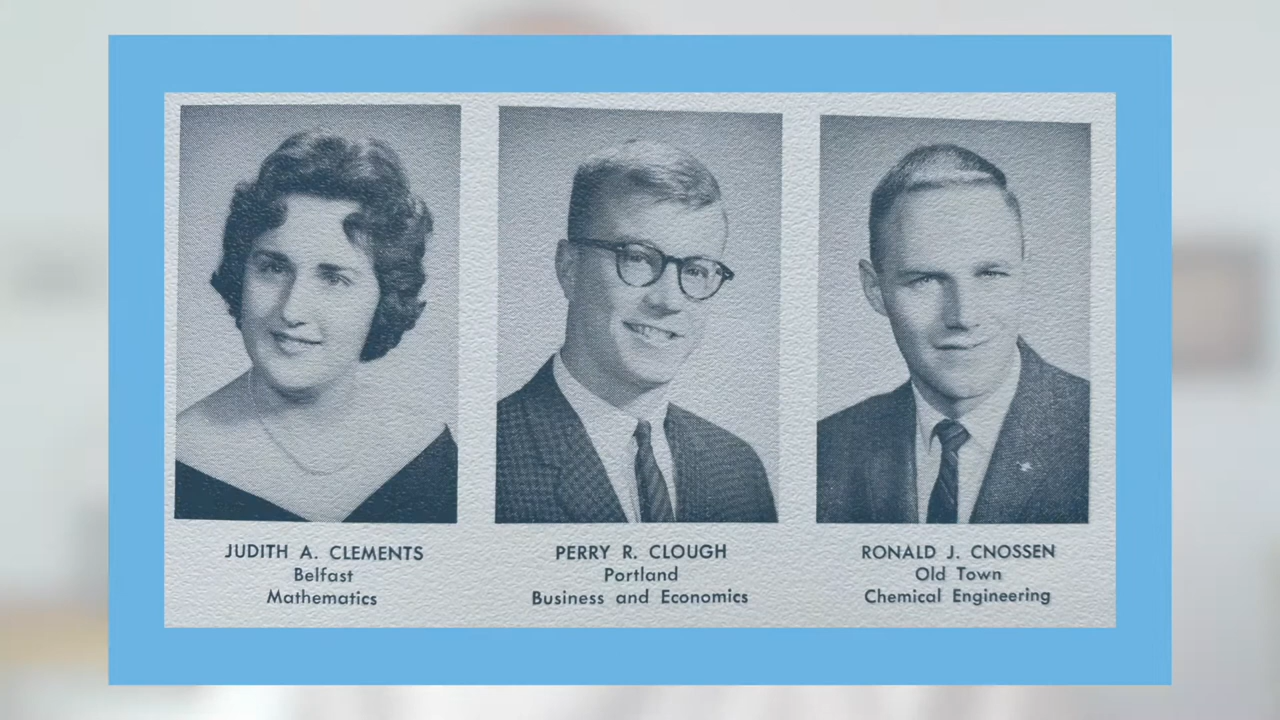 JUDITH A. CLEMENTS
Belfast
Mathematics
PERRY R. CLOUGH
Portland
Business and Economics
RONALD J. CNOSSEN
Old Town
Chemical Engineering